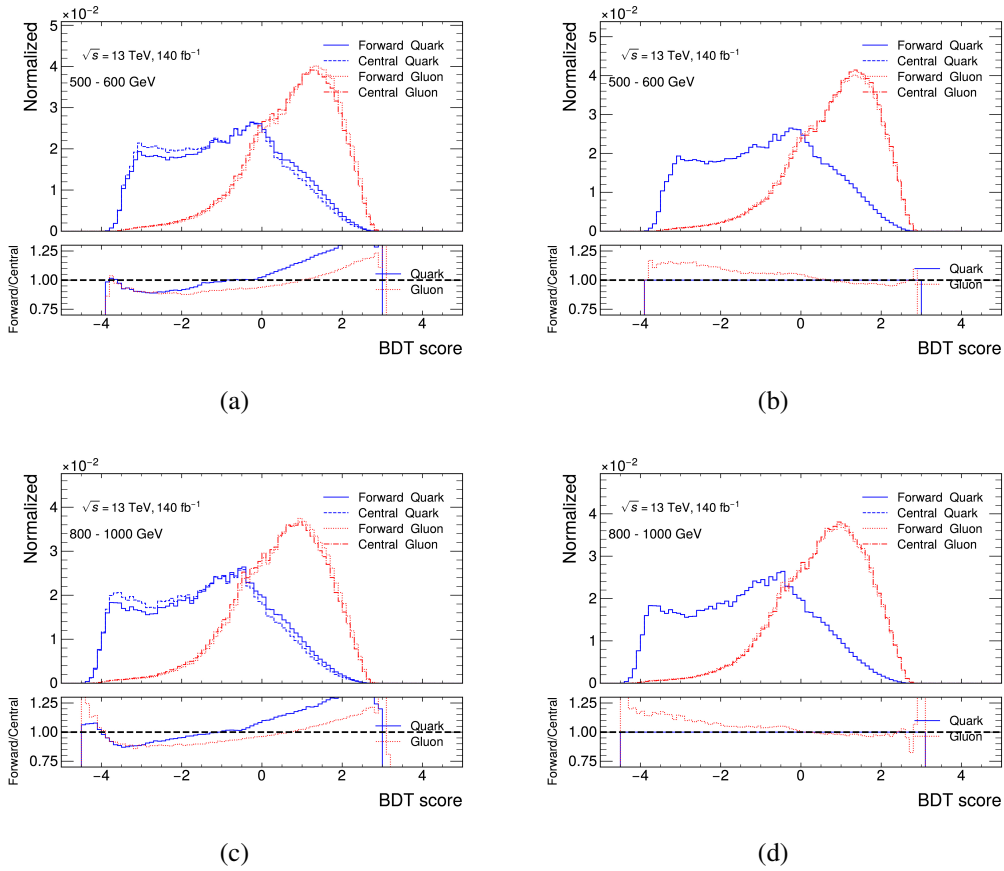 ×10⁻²
Normalized
5
4
3
2
1
0
√s = 13 TeV, 140 fb⁻¹
500 - 600 GeV
Forward Quark
Central Quark
Forward Gluon
Central Gluon
Forward/Central
1.25
1.00
0.75
Quark
Gluon
−4 −2 0 2 4
BDT score
(a)
×10⁻²
Normalized
4
2
0
√s = 13 TeV, 140 fb⁻¹
500 - 600 GeV
Forward Quark
Central Quark
Forward Gluon
Central Gluon
Forward/Central
1.25
1.00
0.75
Quark
Gluon
−4 −2 0 2 4
BDT score
(b)
×10⁻²
Normalized
4
3
2
1
0
√s = 13 TeV, 140 fb⁻¹
800 - 1000 GeV
Forward Quark
Central Quark
Forward Gluon
Central Gluon
Forward/Central
1.25
1.00
0.75
Quark
Gluon
−4 −2 0 2 4
BDT score
(c)
×10⁻²
Normalized
4
2
0
√s = 13 TeV, 140 fb⁻¹
800 - 1000 GeV
Forward Quark
Central Quark
Forward Gluon
Central Gluon
Forward/Central
1.25
1.00
0.75
Quark
Gluon
−4 −2 0 2 4
BDT score
(d)